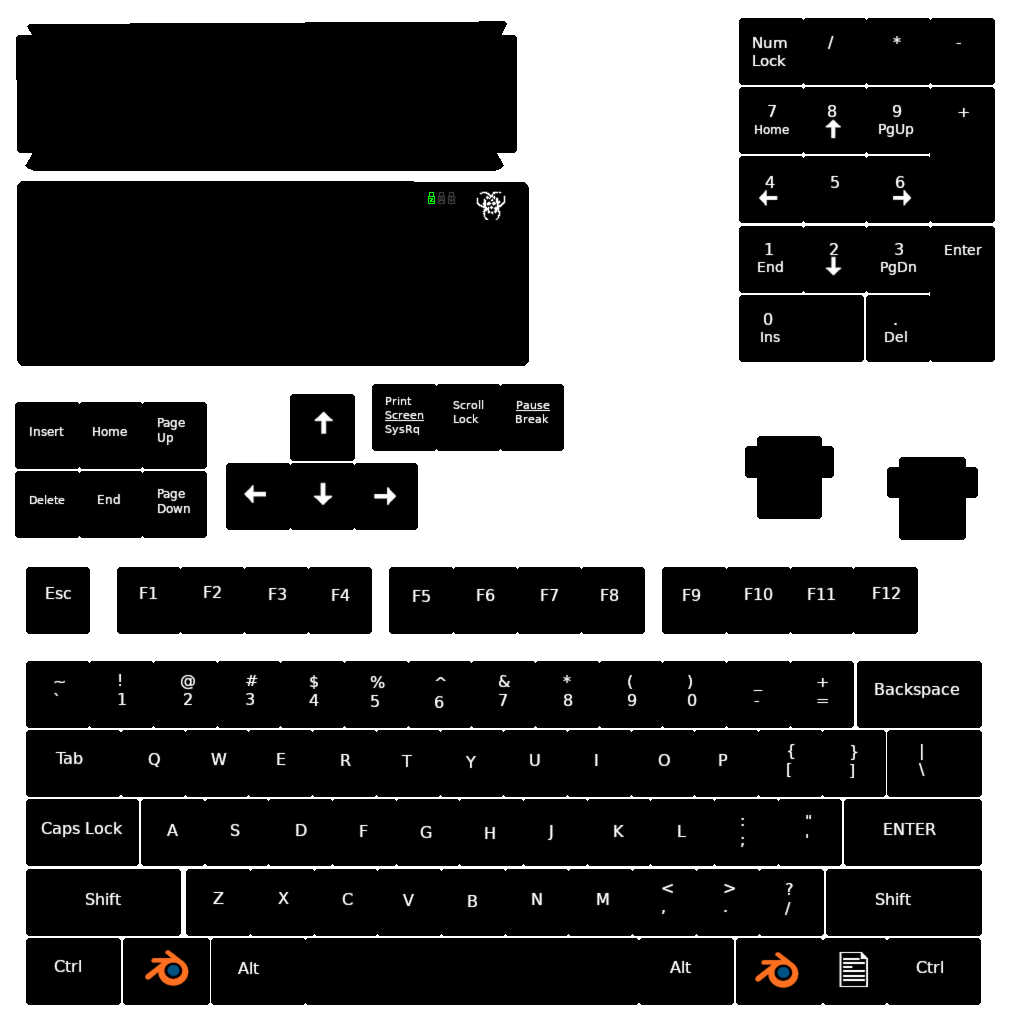 Num
Lock
/
*
-
7
Home
8
9
PgUp
+
4
5
6
1
End
2
3
PgDn
Enter
0
Ins
.
Del
Insert
Home
Page
Up
Delete
End
Page
Down
Print
Screen
SysRq
Scroll
Lock
Pause
Break
Esc
F1
F2
F3
F4
F5
F6
F7
F8
F9
F10
F11
F12
~
`
!
1
@
2
#
3
$
4
%
5
^
6
&
7
*
8
(
9
)
0
_
-
+
=
Backspace
Tab
Q
W
E
R
T
Y
U
I
O
P
{
[
}
]
|
\
Caps Lock
A
S
D
F
G
H
J
K
L
:
;
"
'
ENTER
Shift
Z
X
C
V
B
N
M
<
,
>
.
?
/
Shift
Ctrl
Alt
Alt
Ctrl